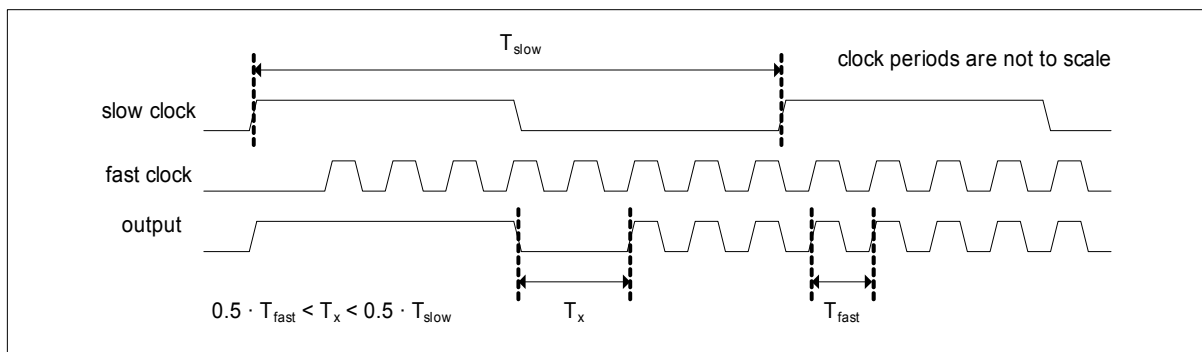 T_slow
clock periods are not to scale
slow clock
fast clock
output
0.5 · T_fast < T_x < 0.5 · T_slow
T_x
T_fast